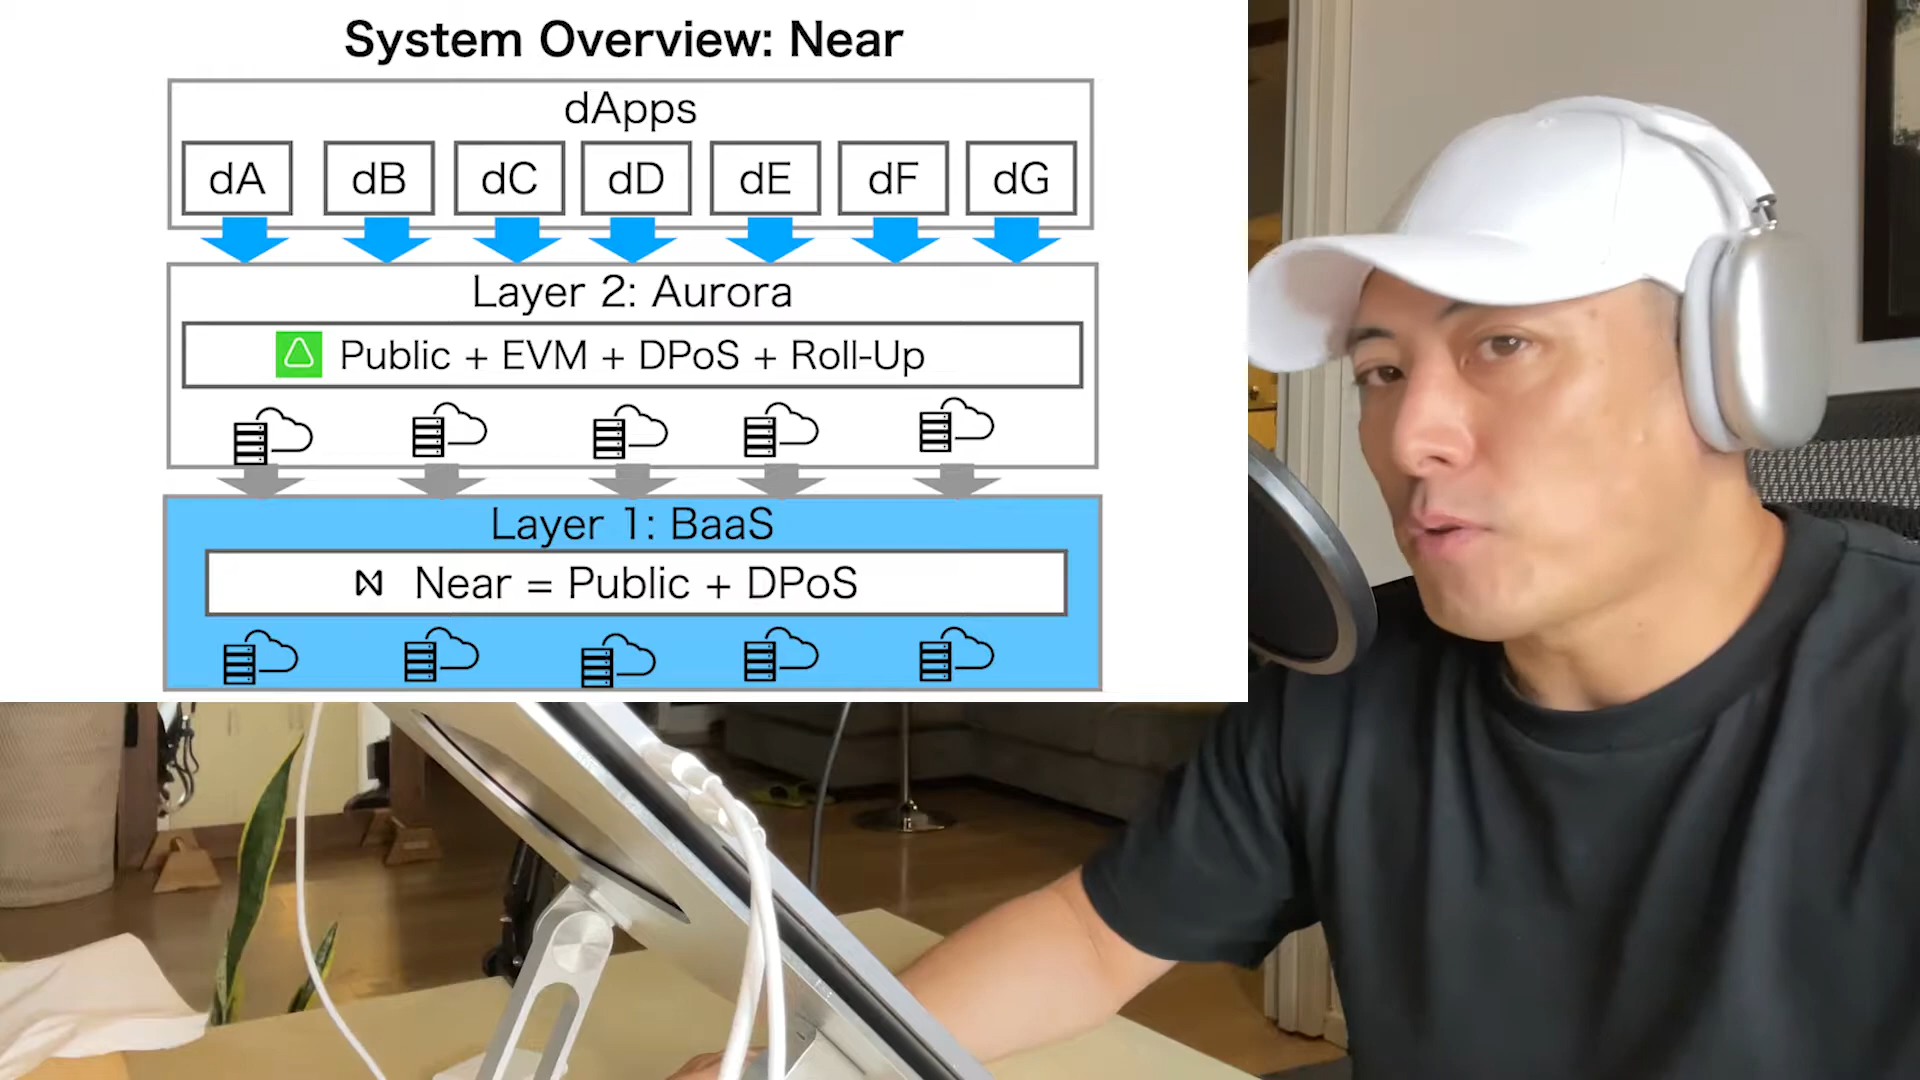 System Overview: Near
dApps
dA dB dC dD dE dF dG
Layer 2: Aurora
Public + EVM + DPoS + Roll-Up
Layer 1: BaaS
Near = Public + DPoS